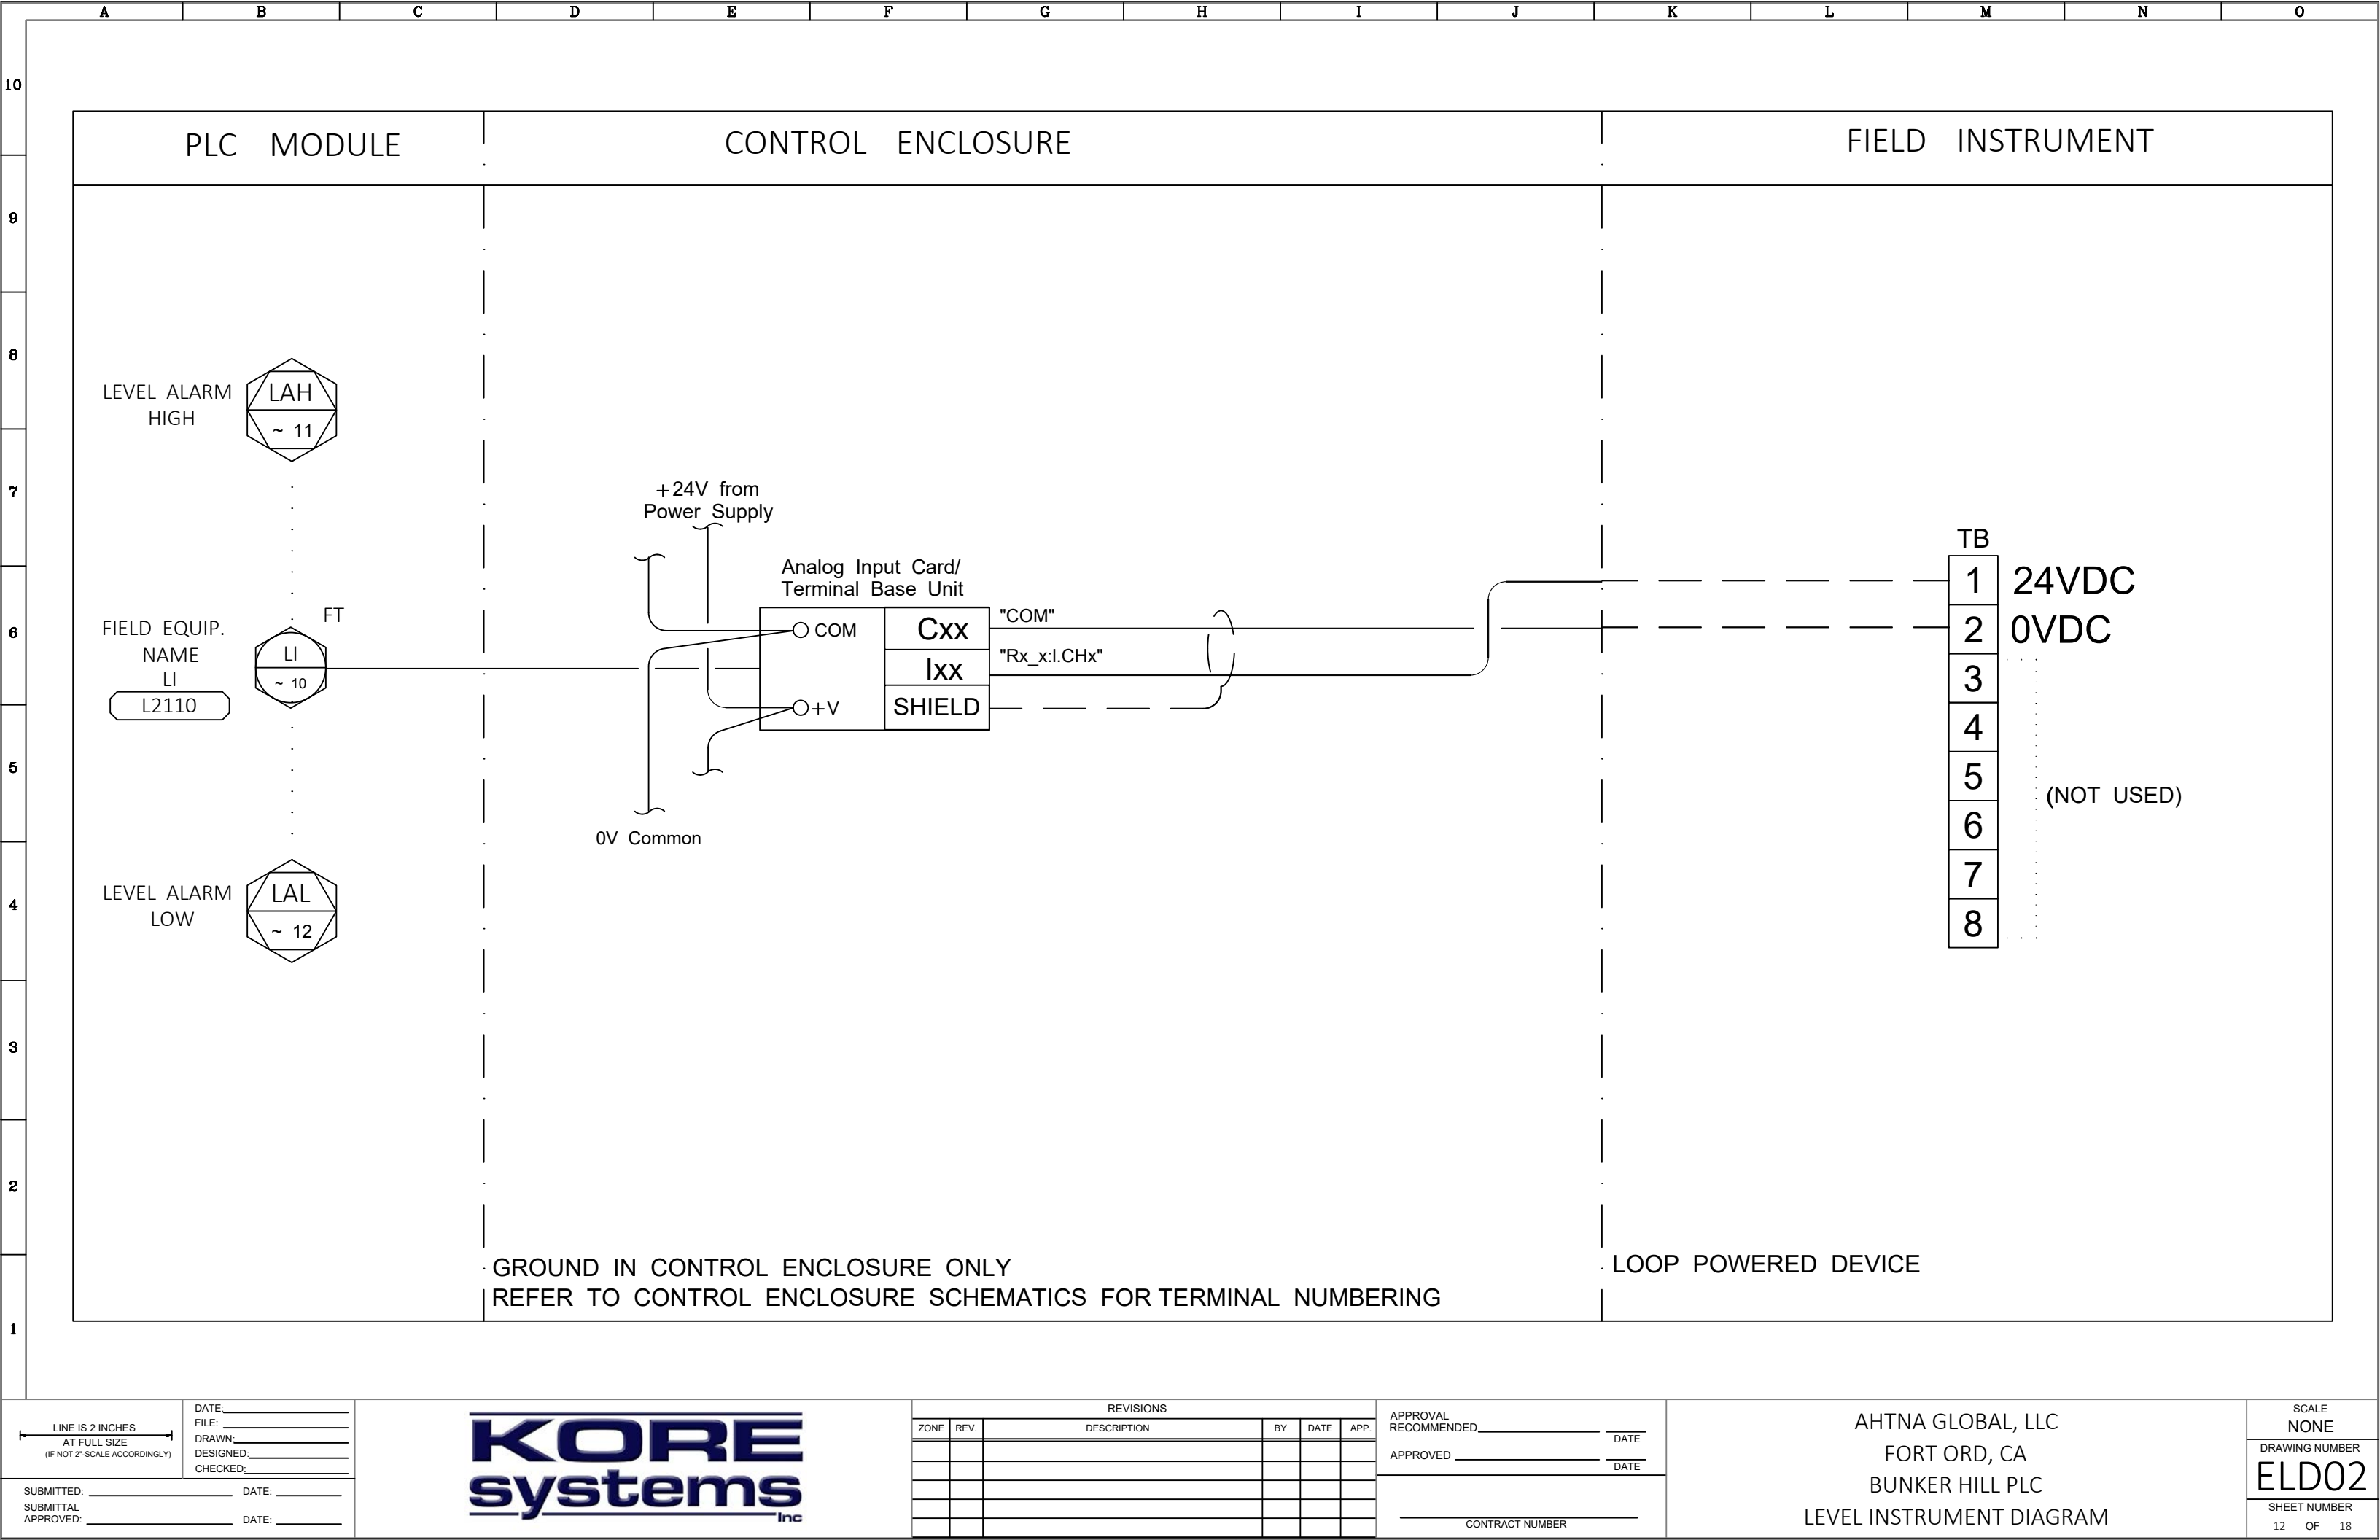 A B C D E F G H I J K L M N O
10
9
8
7
6
5
4
3
2
1
PLC MODULE
CONTROL ENCLOSURE
FIELD INSTRUMENT
LEVEL ALARM
HIGH
LAH
~ 11
FIELD EQUIP.
NAME
LI
L2110
FT
LI
~ 10
LEVEL ALARM
LOW
LAL
~ 12
+24V from
Power Supply
Analog Input Card/
Terminal Base Unit
COM
+V
Cxx
Ixx
SHIELD
"COM"
"Rx_x:I.CHx"
0V Common
TB
1 24VDC
2 0VDC
3
4
5
6
7
8
(NOT USED)
GROUND IN CONTROL ENCLOSURE ONLY
REFER TO CONTROL ENCLOSURE SCHEMATICS FOR TERMINAL NUMBERING
LOOP POWERED DEVICE
LINE IS 2 INCHES
AT FULL SIZE
(IF NOT 2"-SCALE ACCORDINGLY)
DATE:
FILE:
DRAWN:
DESIGNED:
CHECKED:
SUBMITTED: DATE:
SUBMITTAL
APPROVED: DATE:
KORE
systems
Inc
REVISIONS
ZONE REV. DESCRIPTION BY DATE APP.
APPROVAL
RECOMMENDED
DATE
APPROVED
DATE
CONTRACT NUMBER
AHTNA GLOBAL, LLC
FORT ORD, CA
BUNKER HILL PLC
LEVEL INSTRUMENT DIAGRAM
SCALE
NONE
DRAWING NUMBER
ELD02
SHEET NUMBER
12 OF 18